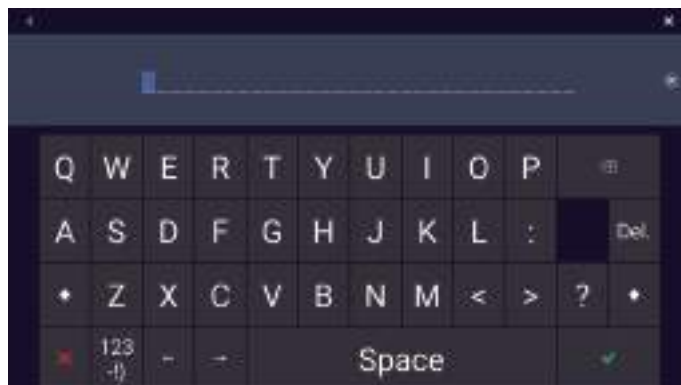 Q W E R T Y U I O P
A S D F G H J K L : Del.
Z X C V B N M < > ?
123 -!) ← → Space